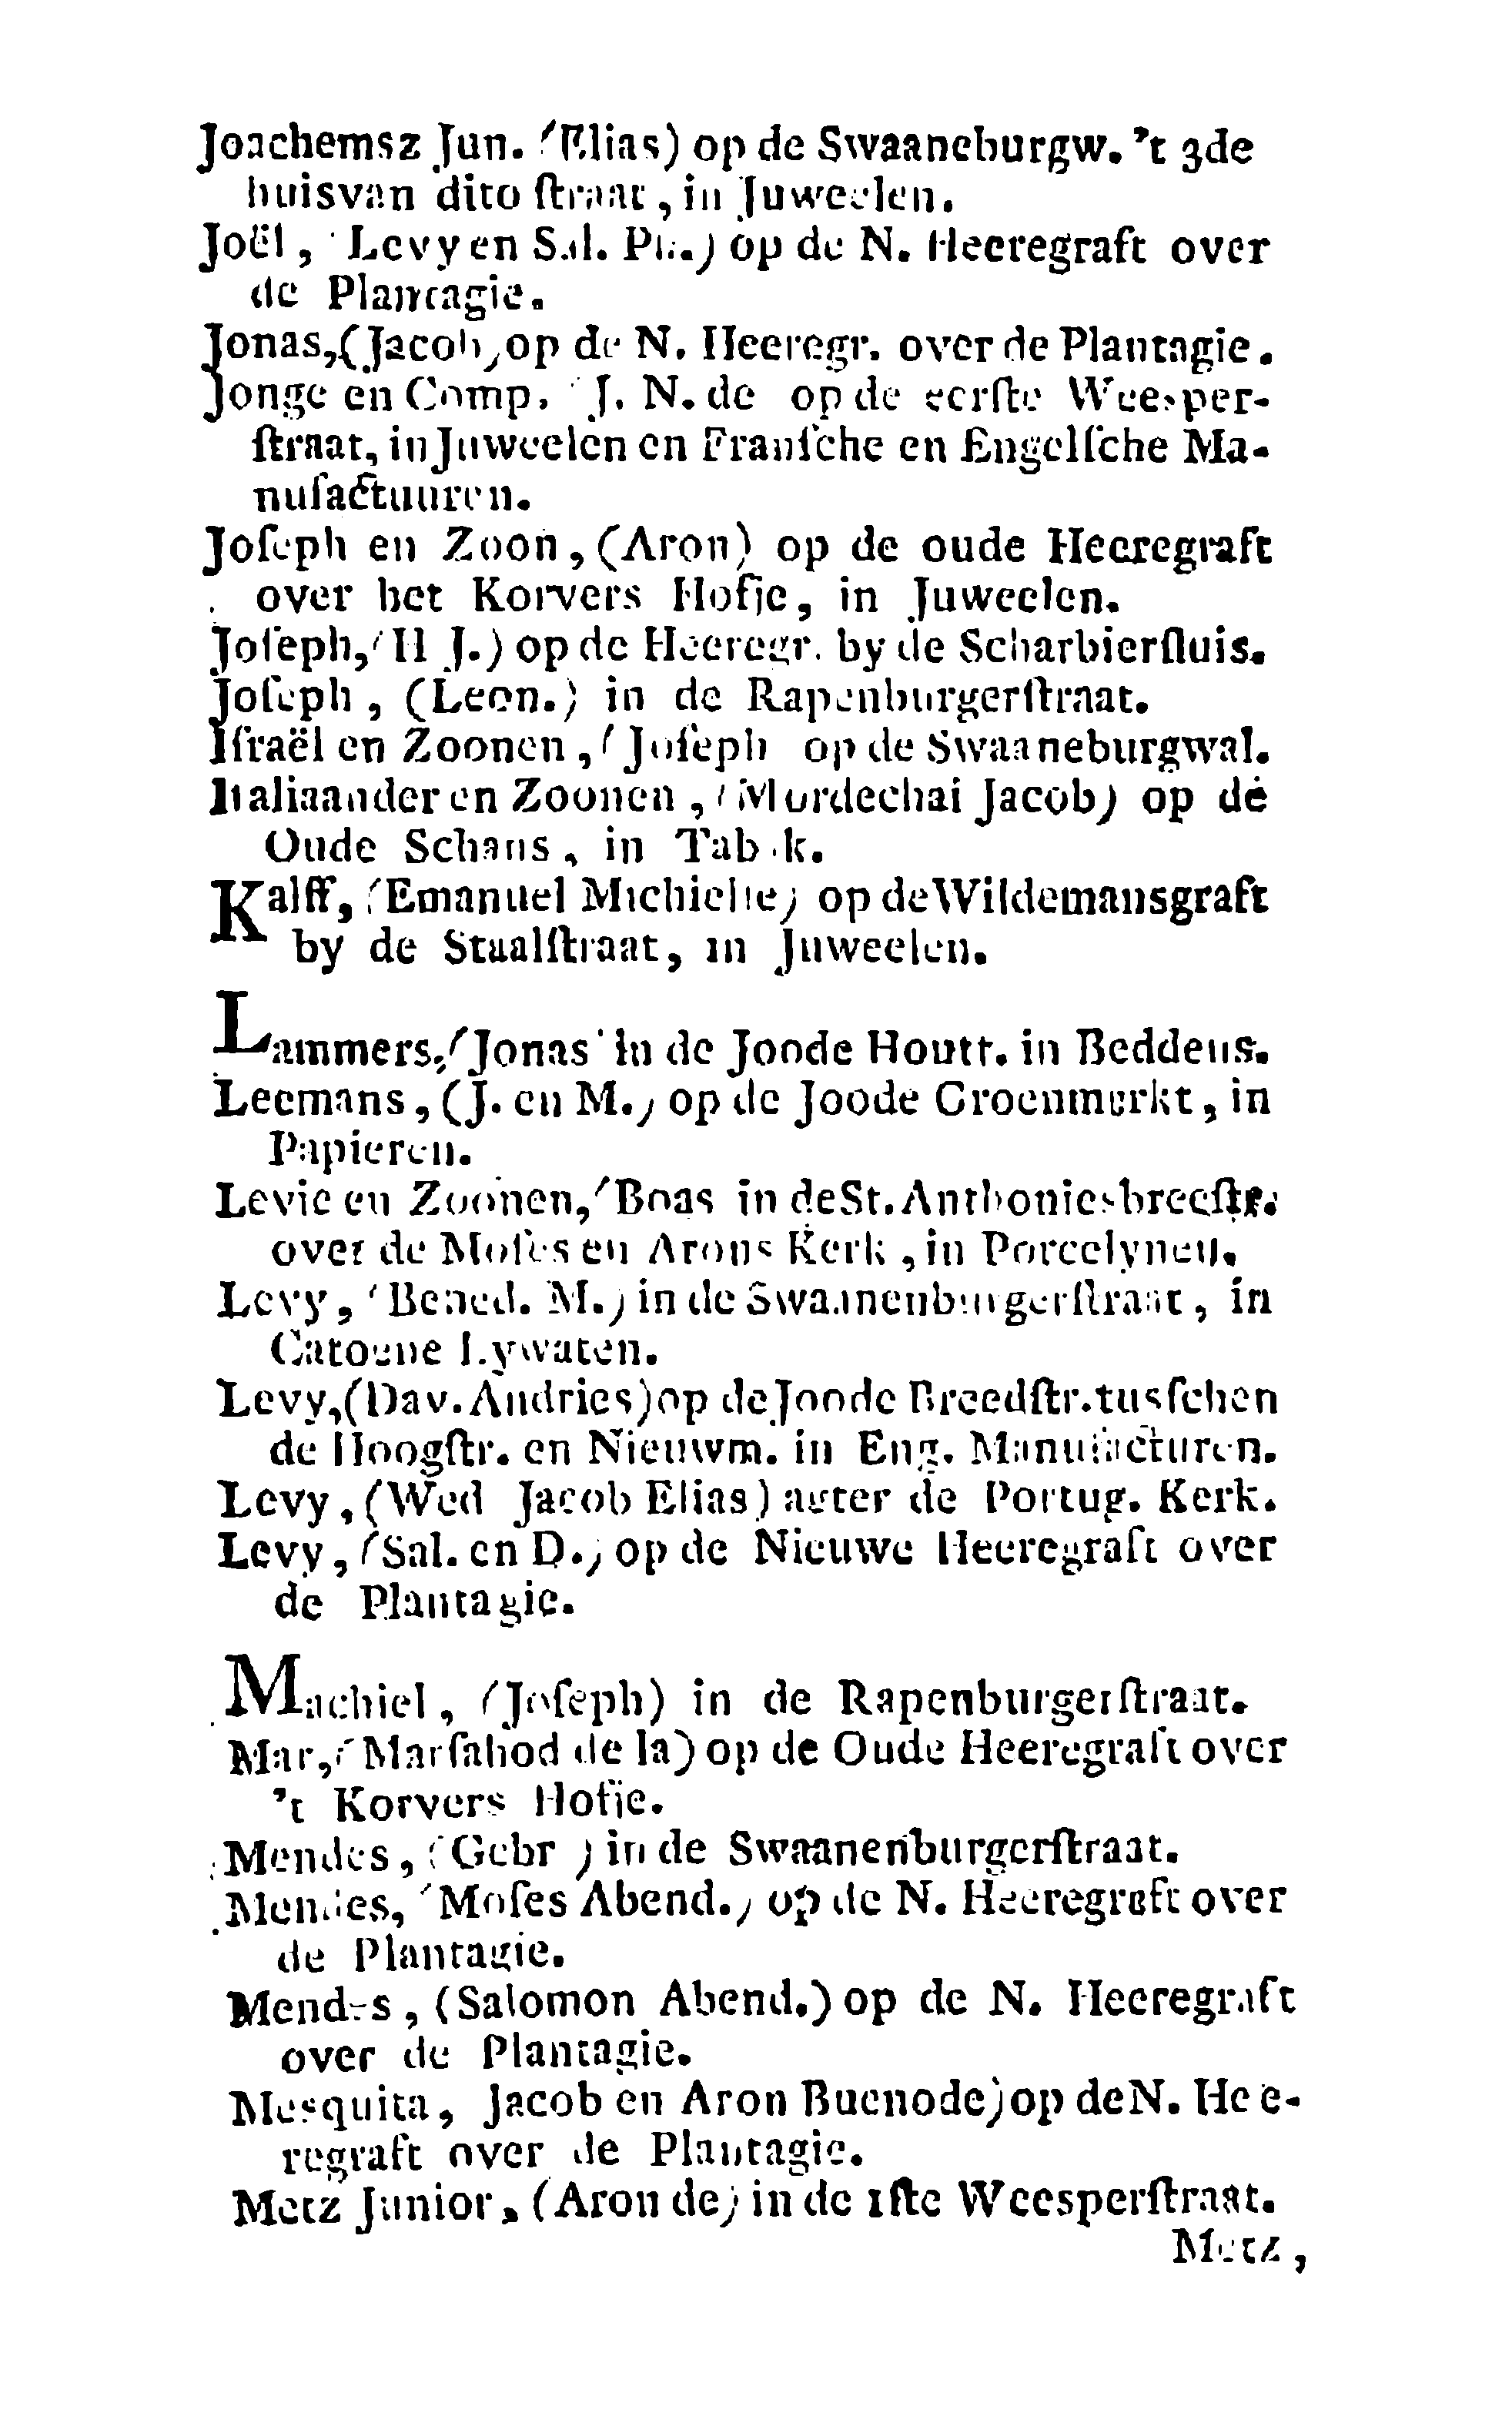 Joachemsz Jun. (Elias) op de Swaaneburgw. 't 3de
huisvan dito ſtraat, in Juweelen.
Joël, Levy en Sal. Ph.) op de N. Heeregraft over
de Plantagie.
Jonas, (Jacob) op de N. Heeregr. over de Plantagie.
Jonge en Comp. J. N. de op de eerſte Weesper-
ſtraat, in Juweelen en Franſche en Engelſche Ma-
nufactuuren.
Joſeph en Zoon, (Aron) op de oude Heeregraft
over het Korvers Hofje, in Juweelen.
Joſeph, (H J.) op de Heeregr. by de Scharbierſluis.
Joſeph, (Leon.) in de Rapenburgerſtraat.
Iſraël en Zoonen, (Joſeph op de Swaaneburgwal.
Italiaander en Zoonen, (Mordechai Jacob) op de
Oude Schans, in Tabak.
Kalff, (Emanuel Michielie) op de Wildemansgraft
by de Staalſtraat, in Juweelen.
Lammers, (Jonas in de Joode Houtt. in Beddens.
Leemans, (J. en M.) op de Joode Groenmerkt, in
Papieren.
Levie en Zoonen, (Boas in de St. Anthoniesbreeſtr.
over de Moſes en Arons Kerk, in Porcelynen.
Levy, (Bened. M.) in de Swaanenburgerſtraat, in
Catoene Lywaten.
Levy, (Dav. Andries) op de Joode Breedſtr. tusſchen
de Hoogſtr. en Nieuwm. in Eng. Manufacturen.
Levy, (Wed Jacob Elias) agter de Portug. Kerk.
Levy, (Sal. en D.) op de Nieuwe Heeregraft over
de Plantagie.
Machiel, (Joſeph) in de Rapenburgerſtraat.
Mar, (Marſahod de la) op de Oude Heeregraft over
't Korvers Hofje.
Mendes, (Gebr ) in de Swaanenburgerſtraat.
Mendes, (Moſes Abend.) op de N. Heeregraft over
de Plantagie.
Mendes, (Salomon Abend.) op de N. Heeregraft
over de Plantagie.
Mesquita, Jacob en Aron Buenode) op de N. Hee-
regraft over de Plantagie.
Metz Junior, (Aron de) in de 1ſte Weesperſtraat.
Metz,